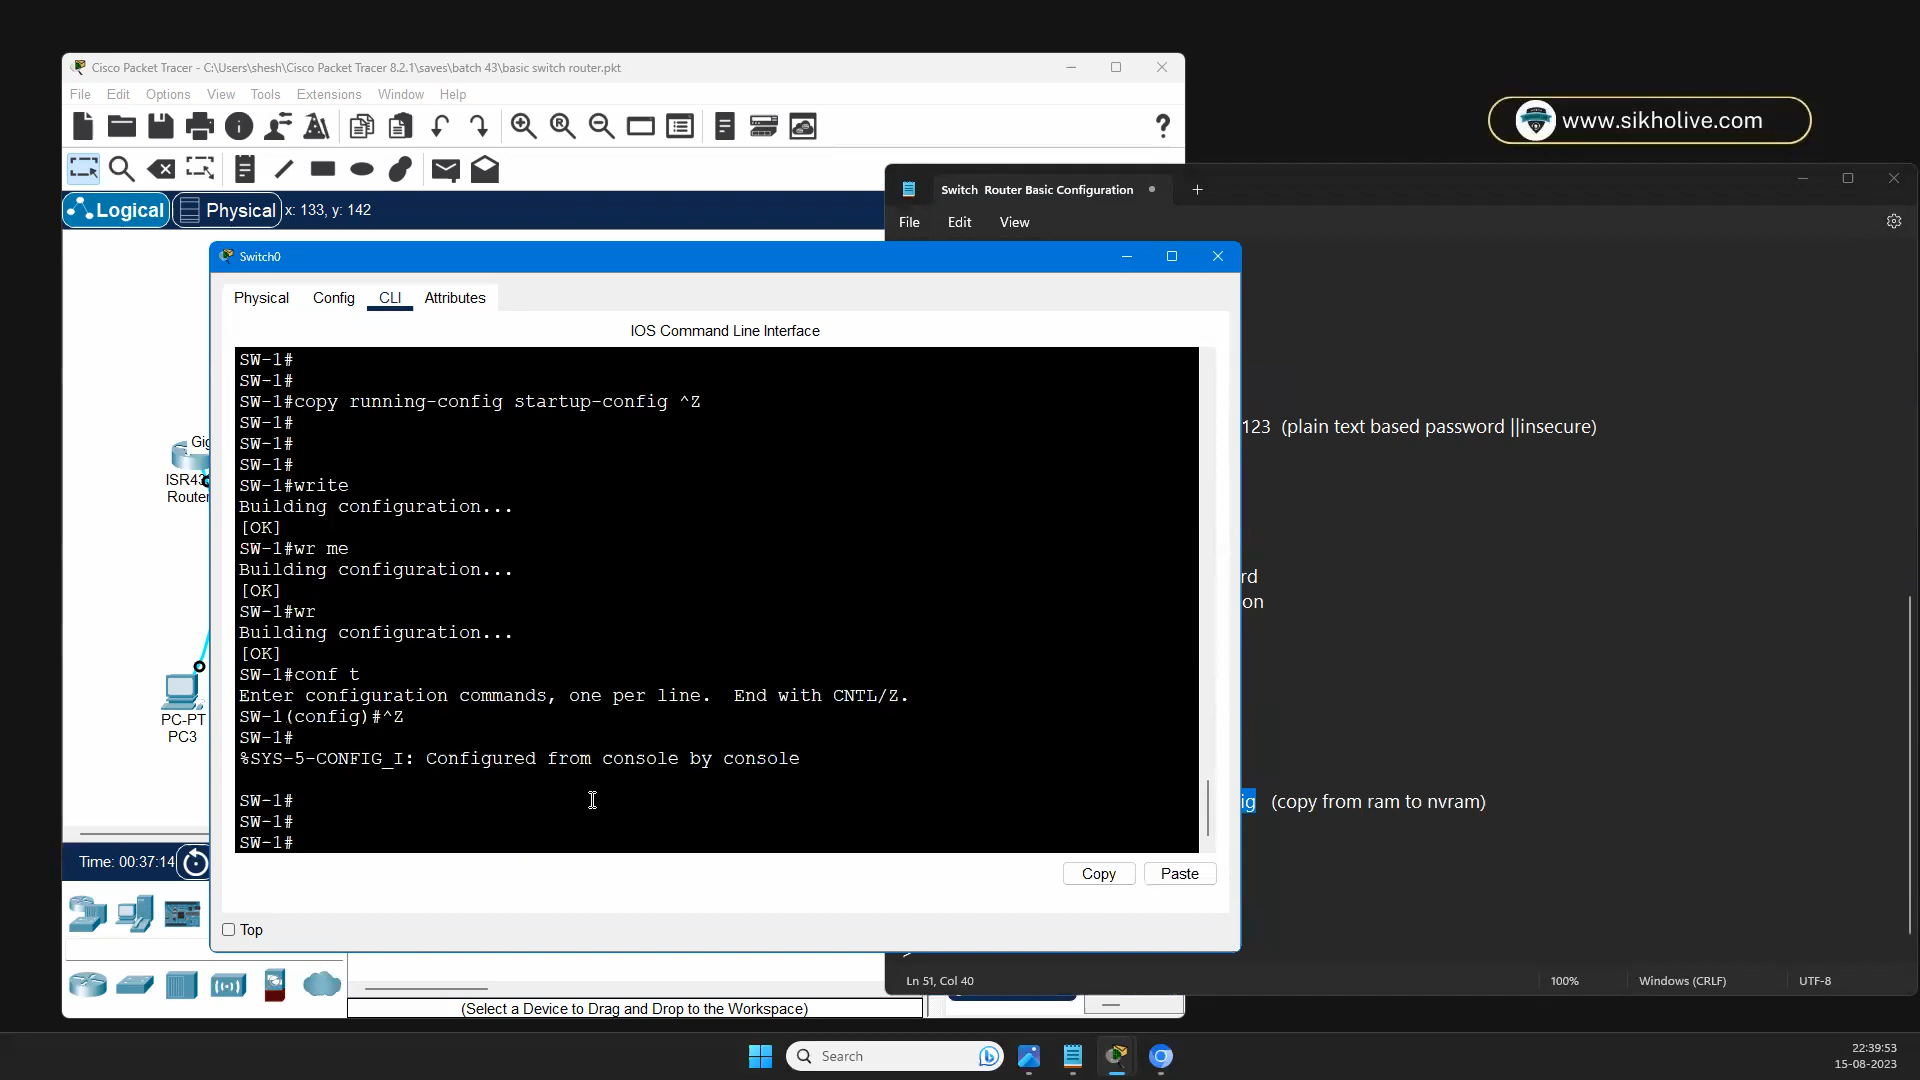 Cisco Packet Tracer - C:\Users\shesh\Cisco Packet Tracer 8.2.1\saves\batch 43\basic switch router.pkt
File Edit Options View Tools Extensions Window Help
www.sikholive.com
Logical Physical x: 133, y: 142
Switch Router Basic Configuration
File Edit View
Switch0
Physical Config CLI Attributes
IOS Command Line Interface
SW-1#
SW-1#
SW-1#copy running-config startup-config ^Z
SW-1#
SW-1#
SW-1#
SW-1#write
Building configuration...
[OK]
SW-1#wr me
Building configuration...
[OK]
SW-1#wr
Building configuration...
[OK]
SW-1#conf t
Enter configuration commands, one per line.  End with CNTL/Z.
SW-1(config)#^Z
SW-1#
%SYS-5-CONFIG_I: Configured from console by console
SW-1#
SW-1#
SW-1#
Copy Paste
Top
Gig
ISR43
Router
PC-PT
PC3
123 (plain text based password ||insecure)
rd
on
ig (copy from ram to nvram)
Time: 00:37:14
(Select a Device to Drag and Drop to the Workspace)
Ln 51, Col 40 100% Windows (CRLF) UTF-8
Search
22:39:53
15-08-2023